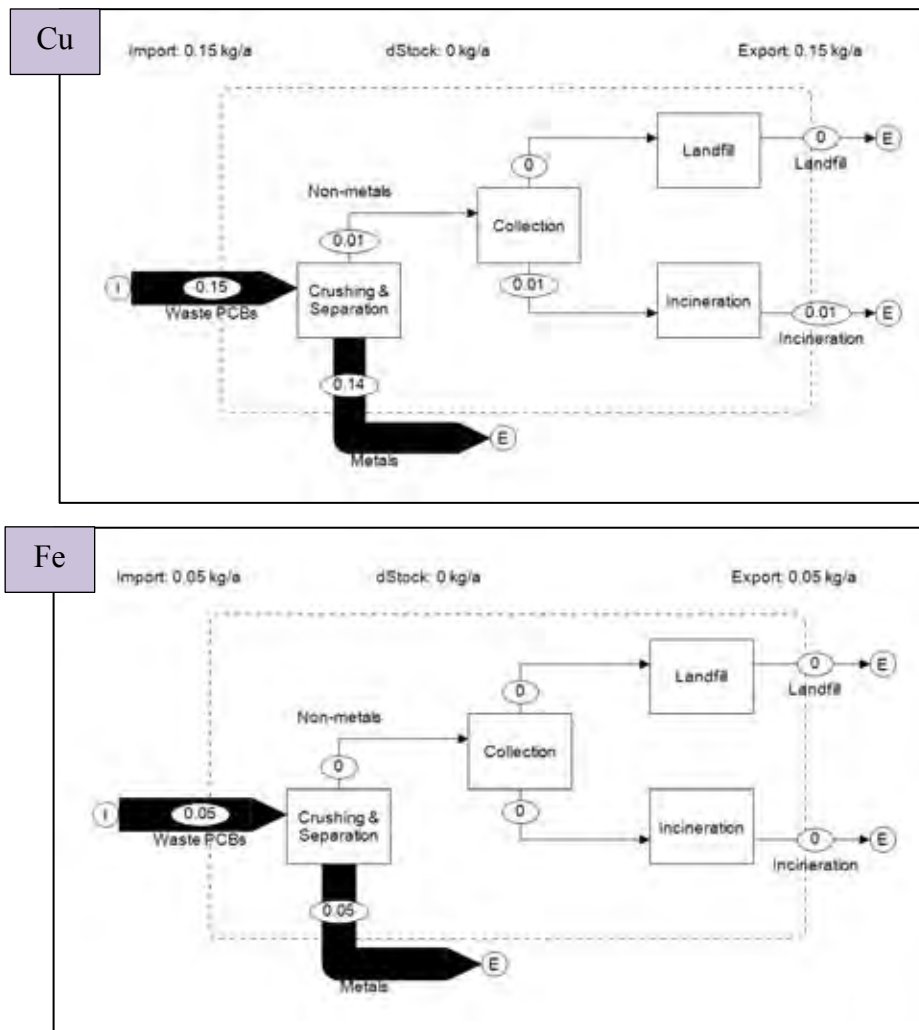 Cu
Import: 0.15 kg/a dStock: 0 kg/a Export: 0.15 kg/a
Landfill
0
E
Landfill
0
Non-metals
Collection
0.01
0.01
I
0.15
Waste PCBs
Crushing &
Separation
Incineration
0.01
E
Incineration
0.14
E
Metals
Fe
Import: 0.05 kg/a dStock: 0 kg/a Export: 0.05 kg/a
Landfill
0
E
Landfill
0
Non-metals
Collection
0
0
I
0.05
Waste PCBs
Crushing &
Separation
Incineration
0
E
Incineration
0.05
E
Metals